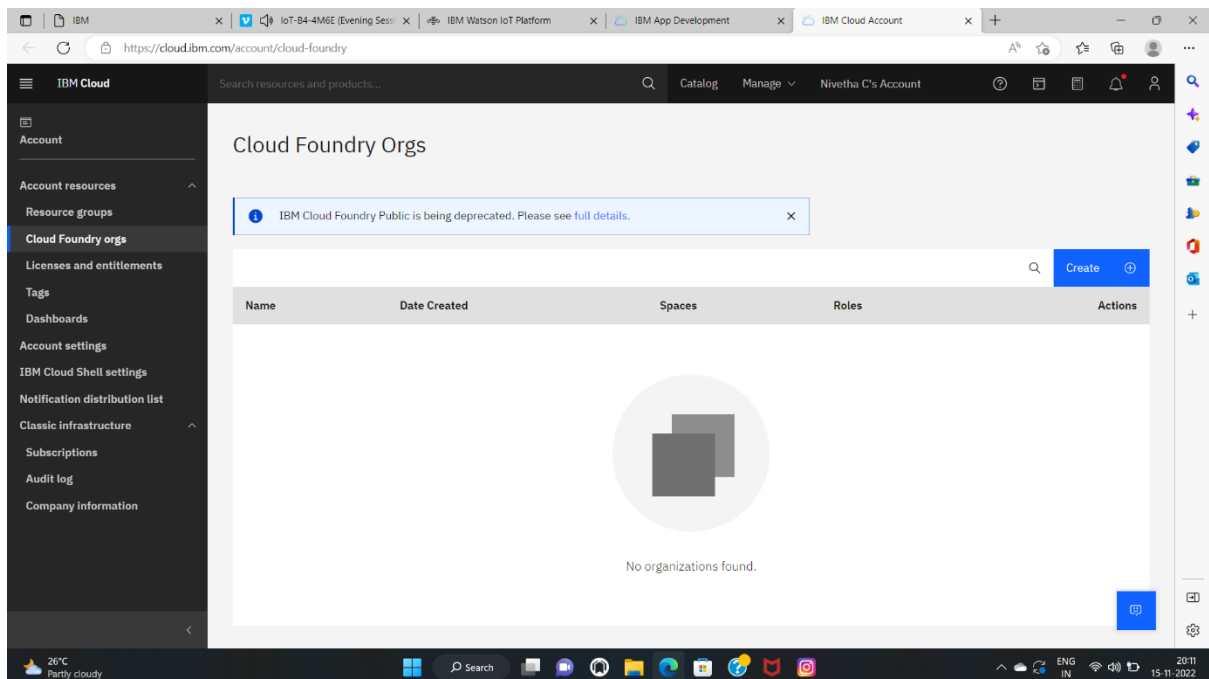 IBM
IoT-B4-4M6E (Evening Sessi
IBM Watson IoT Platform
IBM App Development
IBM Cloud Account
https://cloud.ibm.com/account/cloud-foundry
IBM Cloud
Search resources and products...
Catalog
Manage
Nivetha C's Account
Account
Account resources
Resource groups
Cloud Foundry orgs
Licenses and entitlements
Tags
Dashboards
Account settings
IBM Cloud Shell settings
Notification distribution list
Classic infrastructure
Subscriptions
Audit log
Company information
Cloud Foundry Orgs
IBM Cloud Foundry Public is being deprecated. Please see full details.
Create
Name Date Created Spaces Roles Actions
No organizations found.
26°C
Partly cloudy
Search
ENG
IN
20:11
15-11-2022